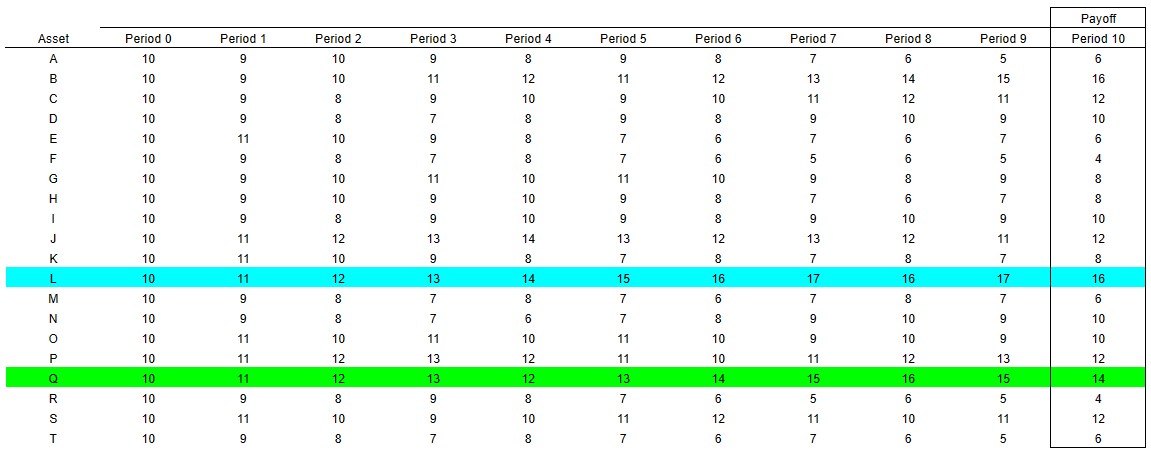 Payoff
Asset Period 0 Period 1 Period 2 Period 3 Period 4 Period 5 Period 6 Period 7 Period 8 Period 9 Period 10
A 10 9 10 9 8 9 8 7 6 5 6
B 10 9 10 11 12 11 12 13 14 15 16
C 10 9 8 9 10 9 10 11 12 11 12
D 10 9 8 7 8 9 8 9 10 9 10
E 10 11 10 9 8 7 6 7 6 7 6
F 10 9 8 7 8 7 6 5 6 5 4
G 10 9 10 11 10 11 10 9 8 9 8
H 10 9 10 9 10 9 8 7 6 7 8
I 10 9 8 9 10 9 8 9 10 9 10
J 10 11 12 13 14 13 12 13 12 11 12
K 10 11 10 9 8 7 8 7 8 7 8
L 10 11 12 13 14 15 16 17 16 17 16
M 10 9 8 7 8 7 6 7 8 7 6
N 10 9 8 7 6 7 8 9 10 9 10
O 10 11 10 11 10 11 10 9 10 9 10
P 10 11 12 13 12 11 10 11 12 13 12
Q 10 11 12 13 12 13 14 15 16 15 14
R 10 9 8 9 8 7 6 5 6 5 4
S 10 11 10 9 10 11 12 11 10 11 12
T 10 9 8 7 8 7 6 7 6 5 6